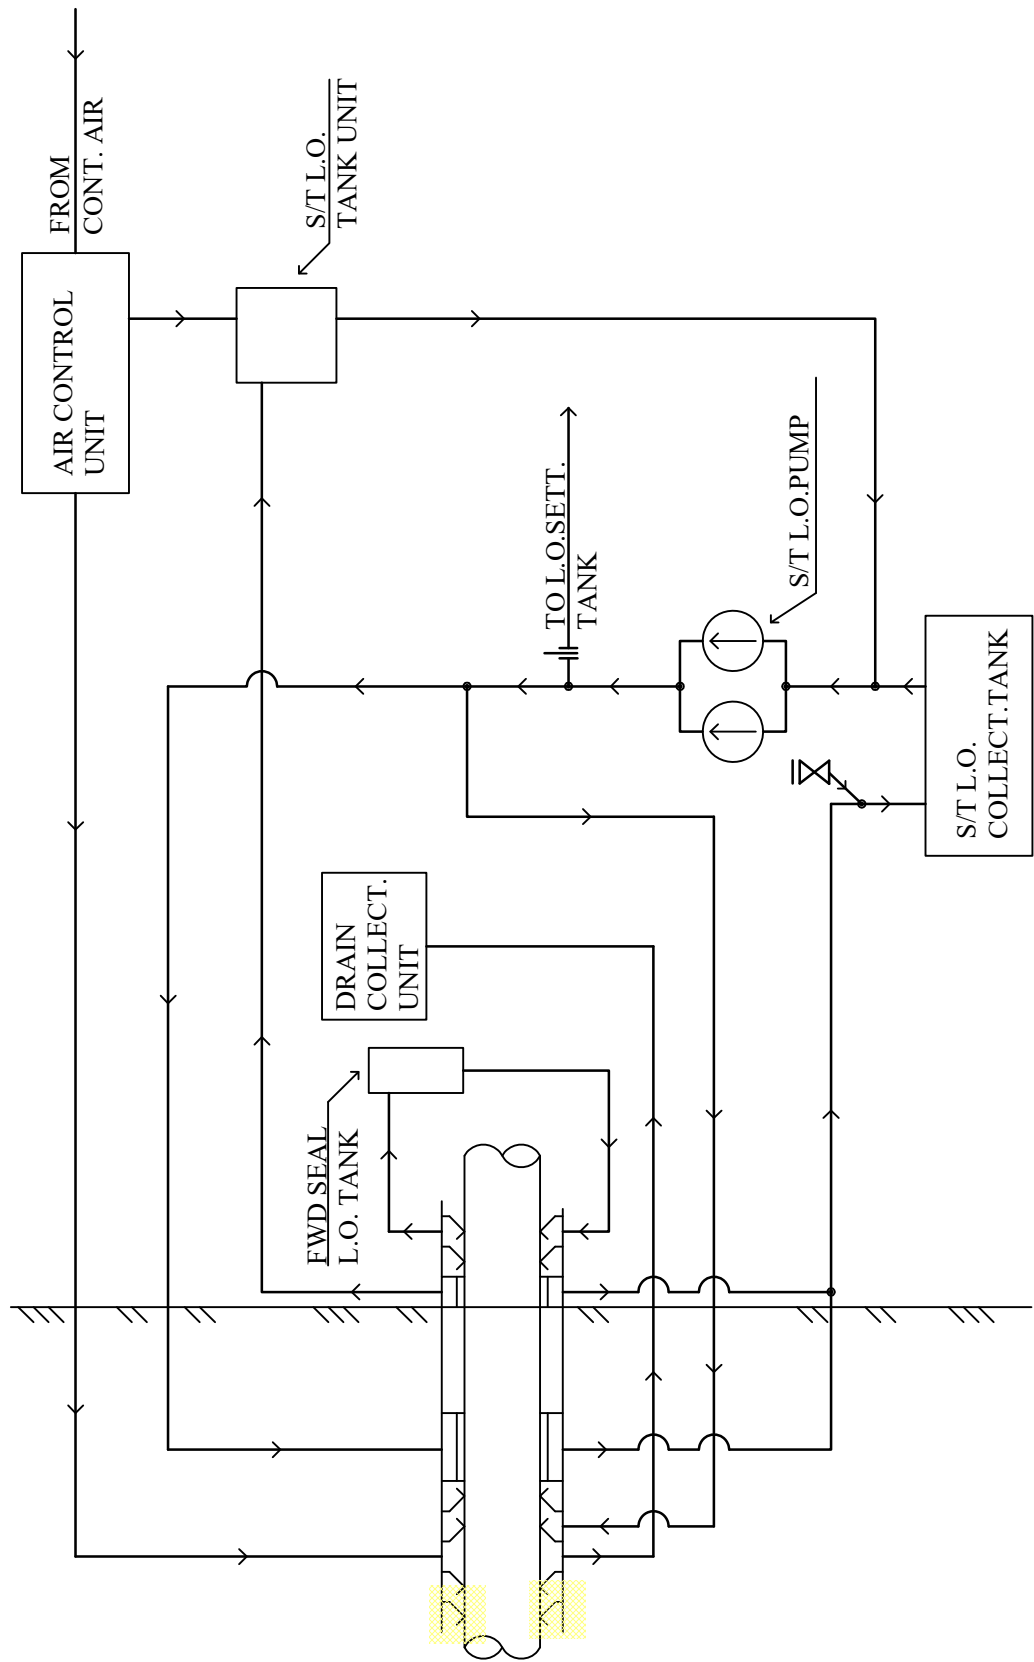 FROM
CONT. AIR
AIR CONTROL
UNIT
S/T L.O.
TANK UNIT
TO L.O.SETT.
TANK
S/T L.O.PUMP
S/T L.O.
COLLECT.TANK
DRAIN
COLLECT.
UNIT
FWD SEAL
L.O. TANK